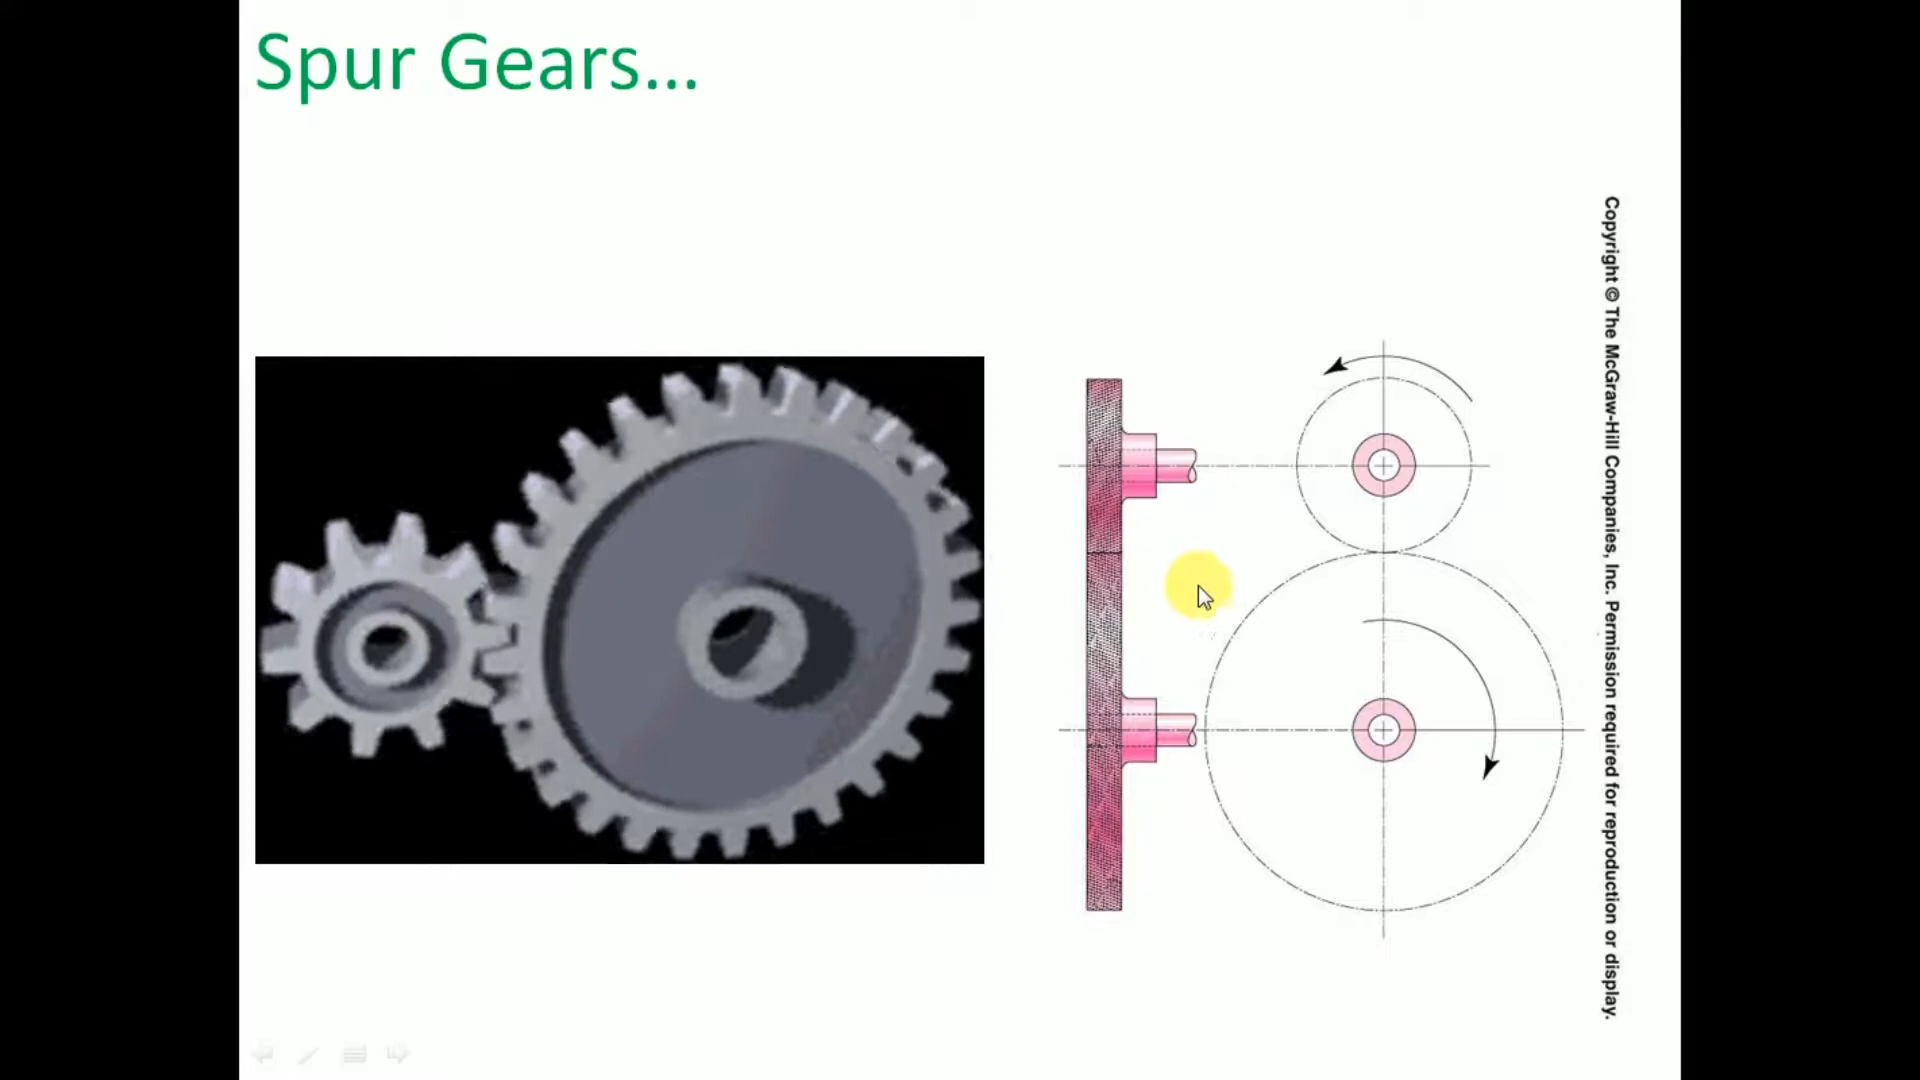 Spur Gears...
Copyright © The McGraw-Hill Companies, Inc. Permission required for reproduction or display.